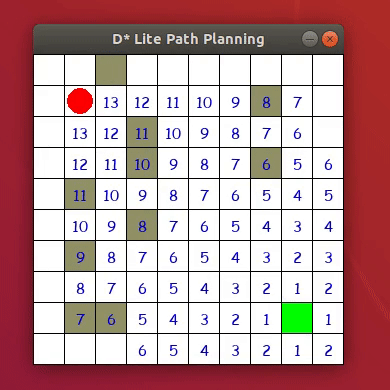 D* Lite Path Planning
13 12 11 10 9 8 7
13 12 11 10 9 8 7 6
12 11 10 9 8 7 6 5 6
11 10 9 8 7 6 5 4 5
10 9 8 7 6 5 4 3 4
9 8 7 6 5 4 3 2 3
8 7 6 5 4 3 2 1 2
7 6 5 4 3 2 1 1
6 5 4 3 2 1 2